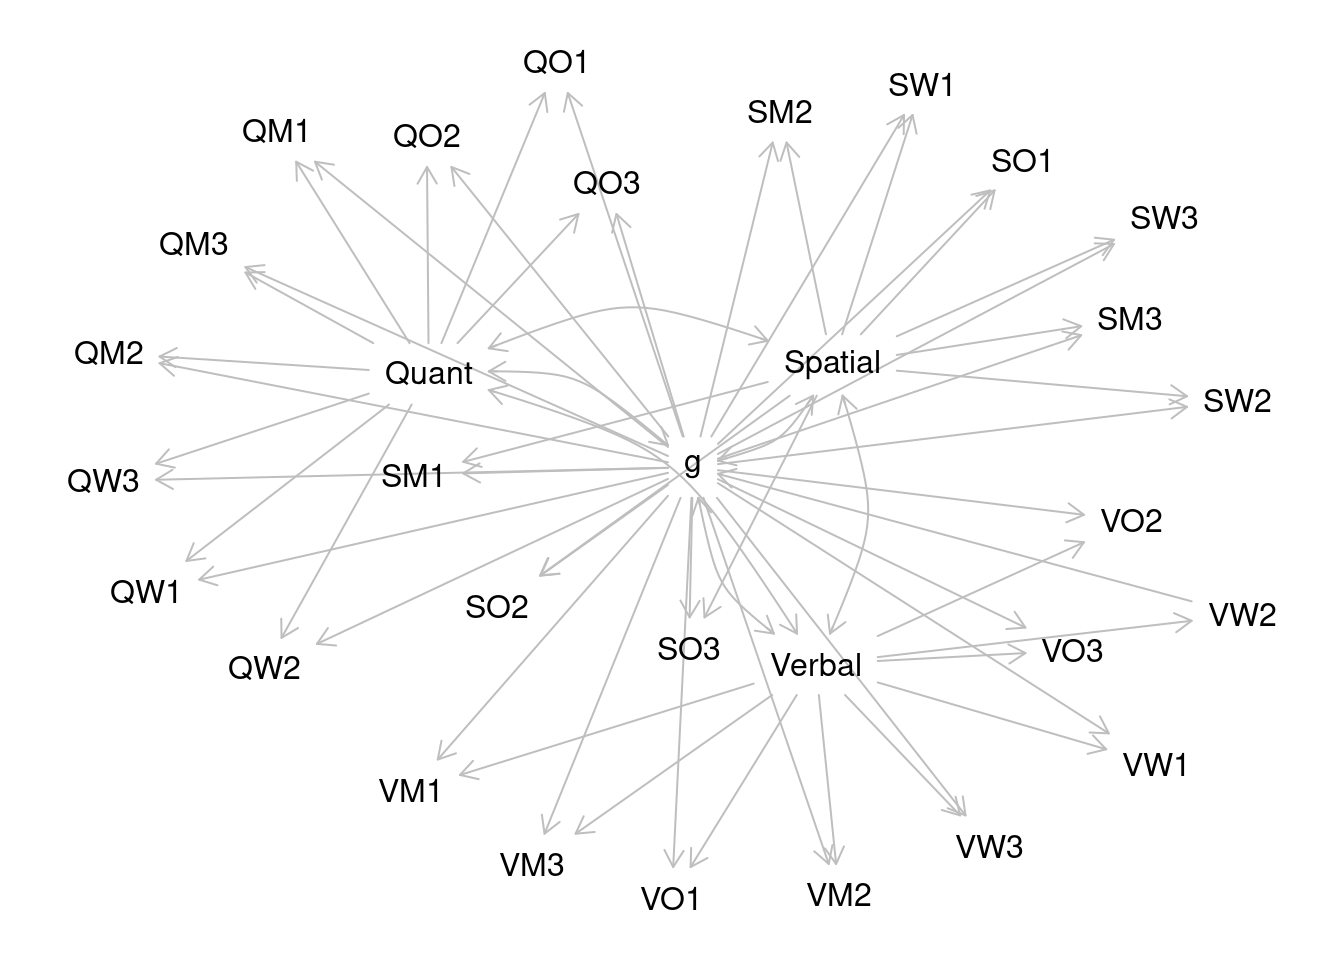 QO1
SW1
SM2
QM1
QO2
SO1
QO3
SW3
QM3
SM3
QM2
Spatial
Quant
SW2
g
SM1
QW3
VO2
QW1
SO2
VW2
SO3
VO3
Verbal
QW2
VW1
VM1
VW3
VM3
VM2
VO1